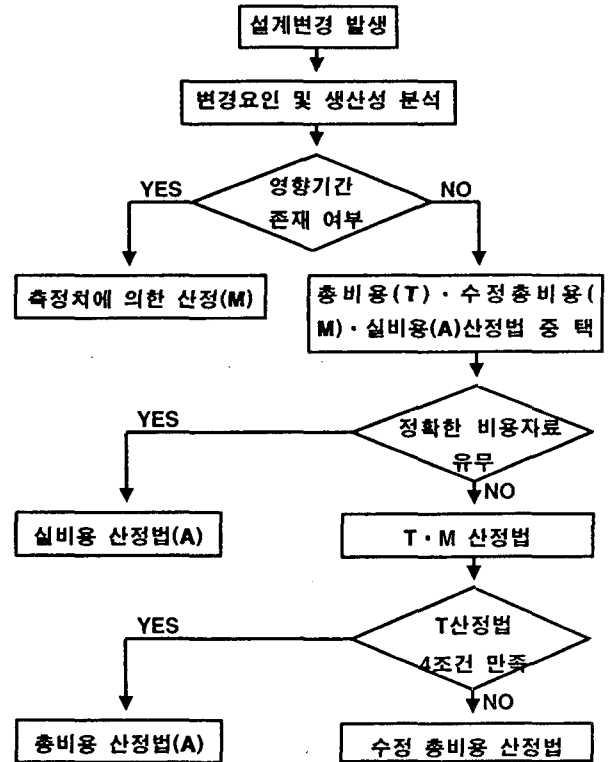 설계변경 발생
변경요인 및 생산성 분석
YES
영향기간
존재 여부
NO
측정치에 의한 산정(M)
총비용(T)·수정총비용(
M)·실비용(A)산정법 중 택
YES
정확한 비용자료
유무
NO
실비용 산정법(A)
T·M 산정법
YES
T산정법
4조건 만족
NO
총비용 산정법(A)
수정 총비용 산정법